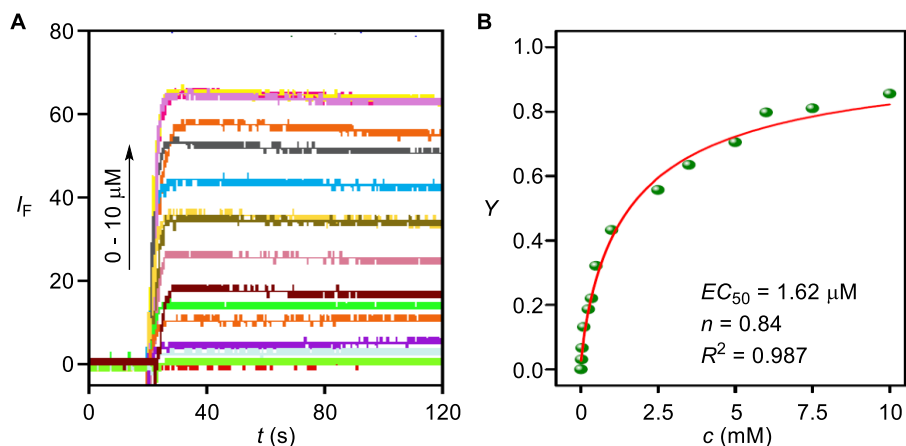 A
80
60
40
20
0
I_F
0 - 10 μM
0
40
80
120
t (s)
B
1.0
0.8
0.6
0.4
0.2
0.0
Y
EC50 = 1.62 μM
n = 0.84
R² = 0.987
0
2.5
5
7.5
10
c (mM)